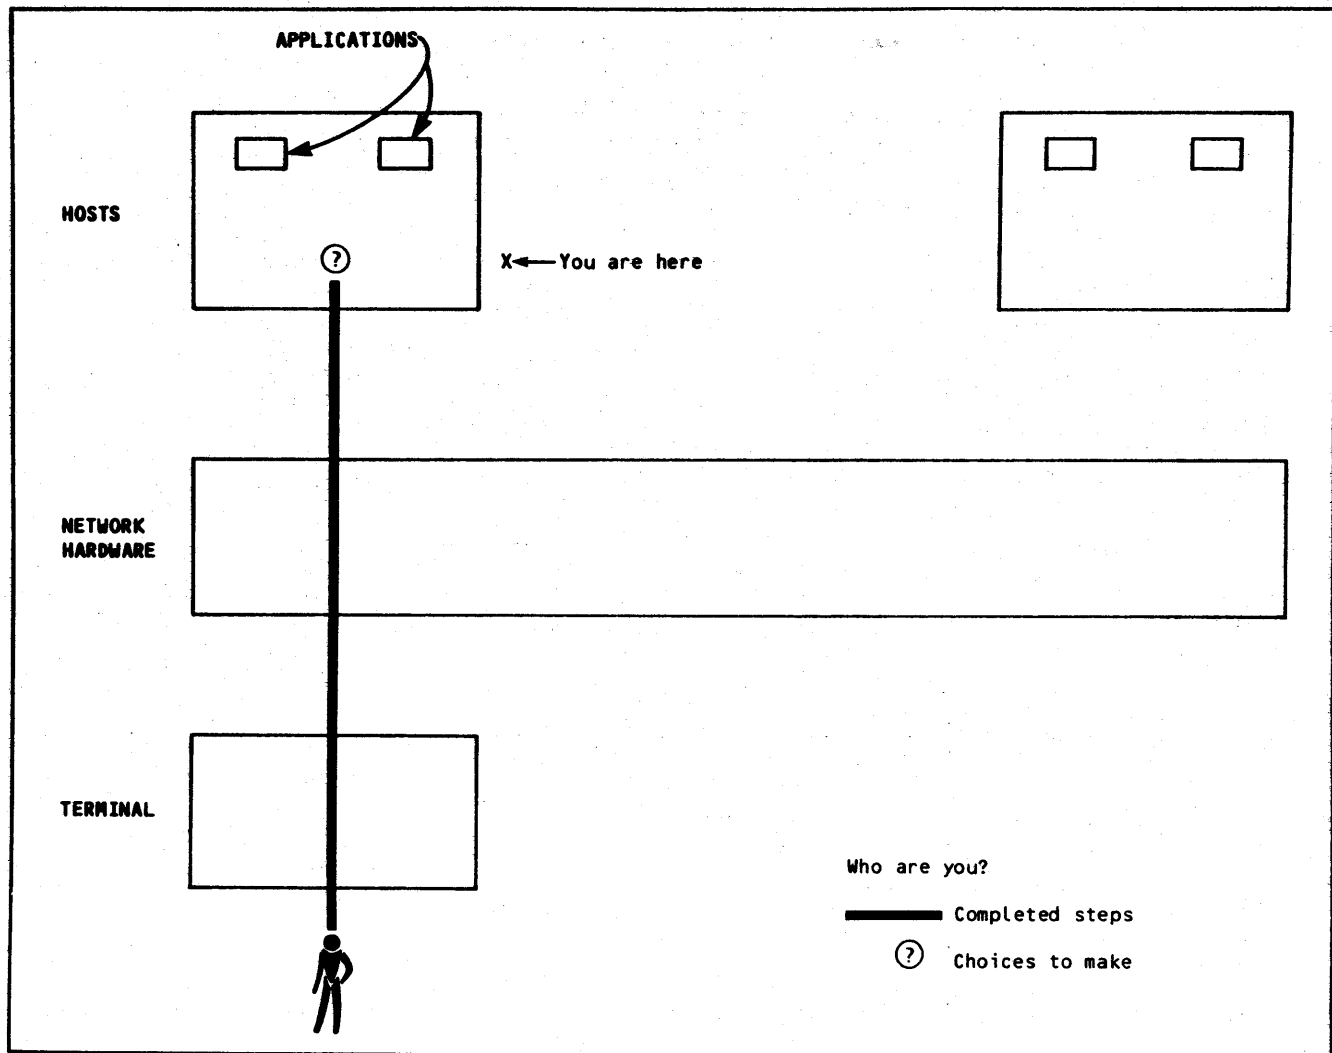 APPLICATIONS
HOSTS
?
X
You are here
NETWORK
HARDWARE
TERMINAL
Who are you?
Completed steps
?
Choices to make